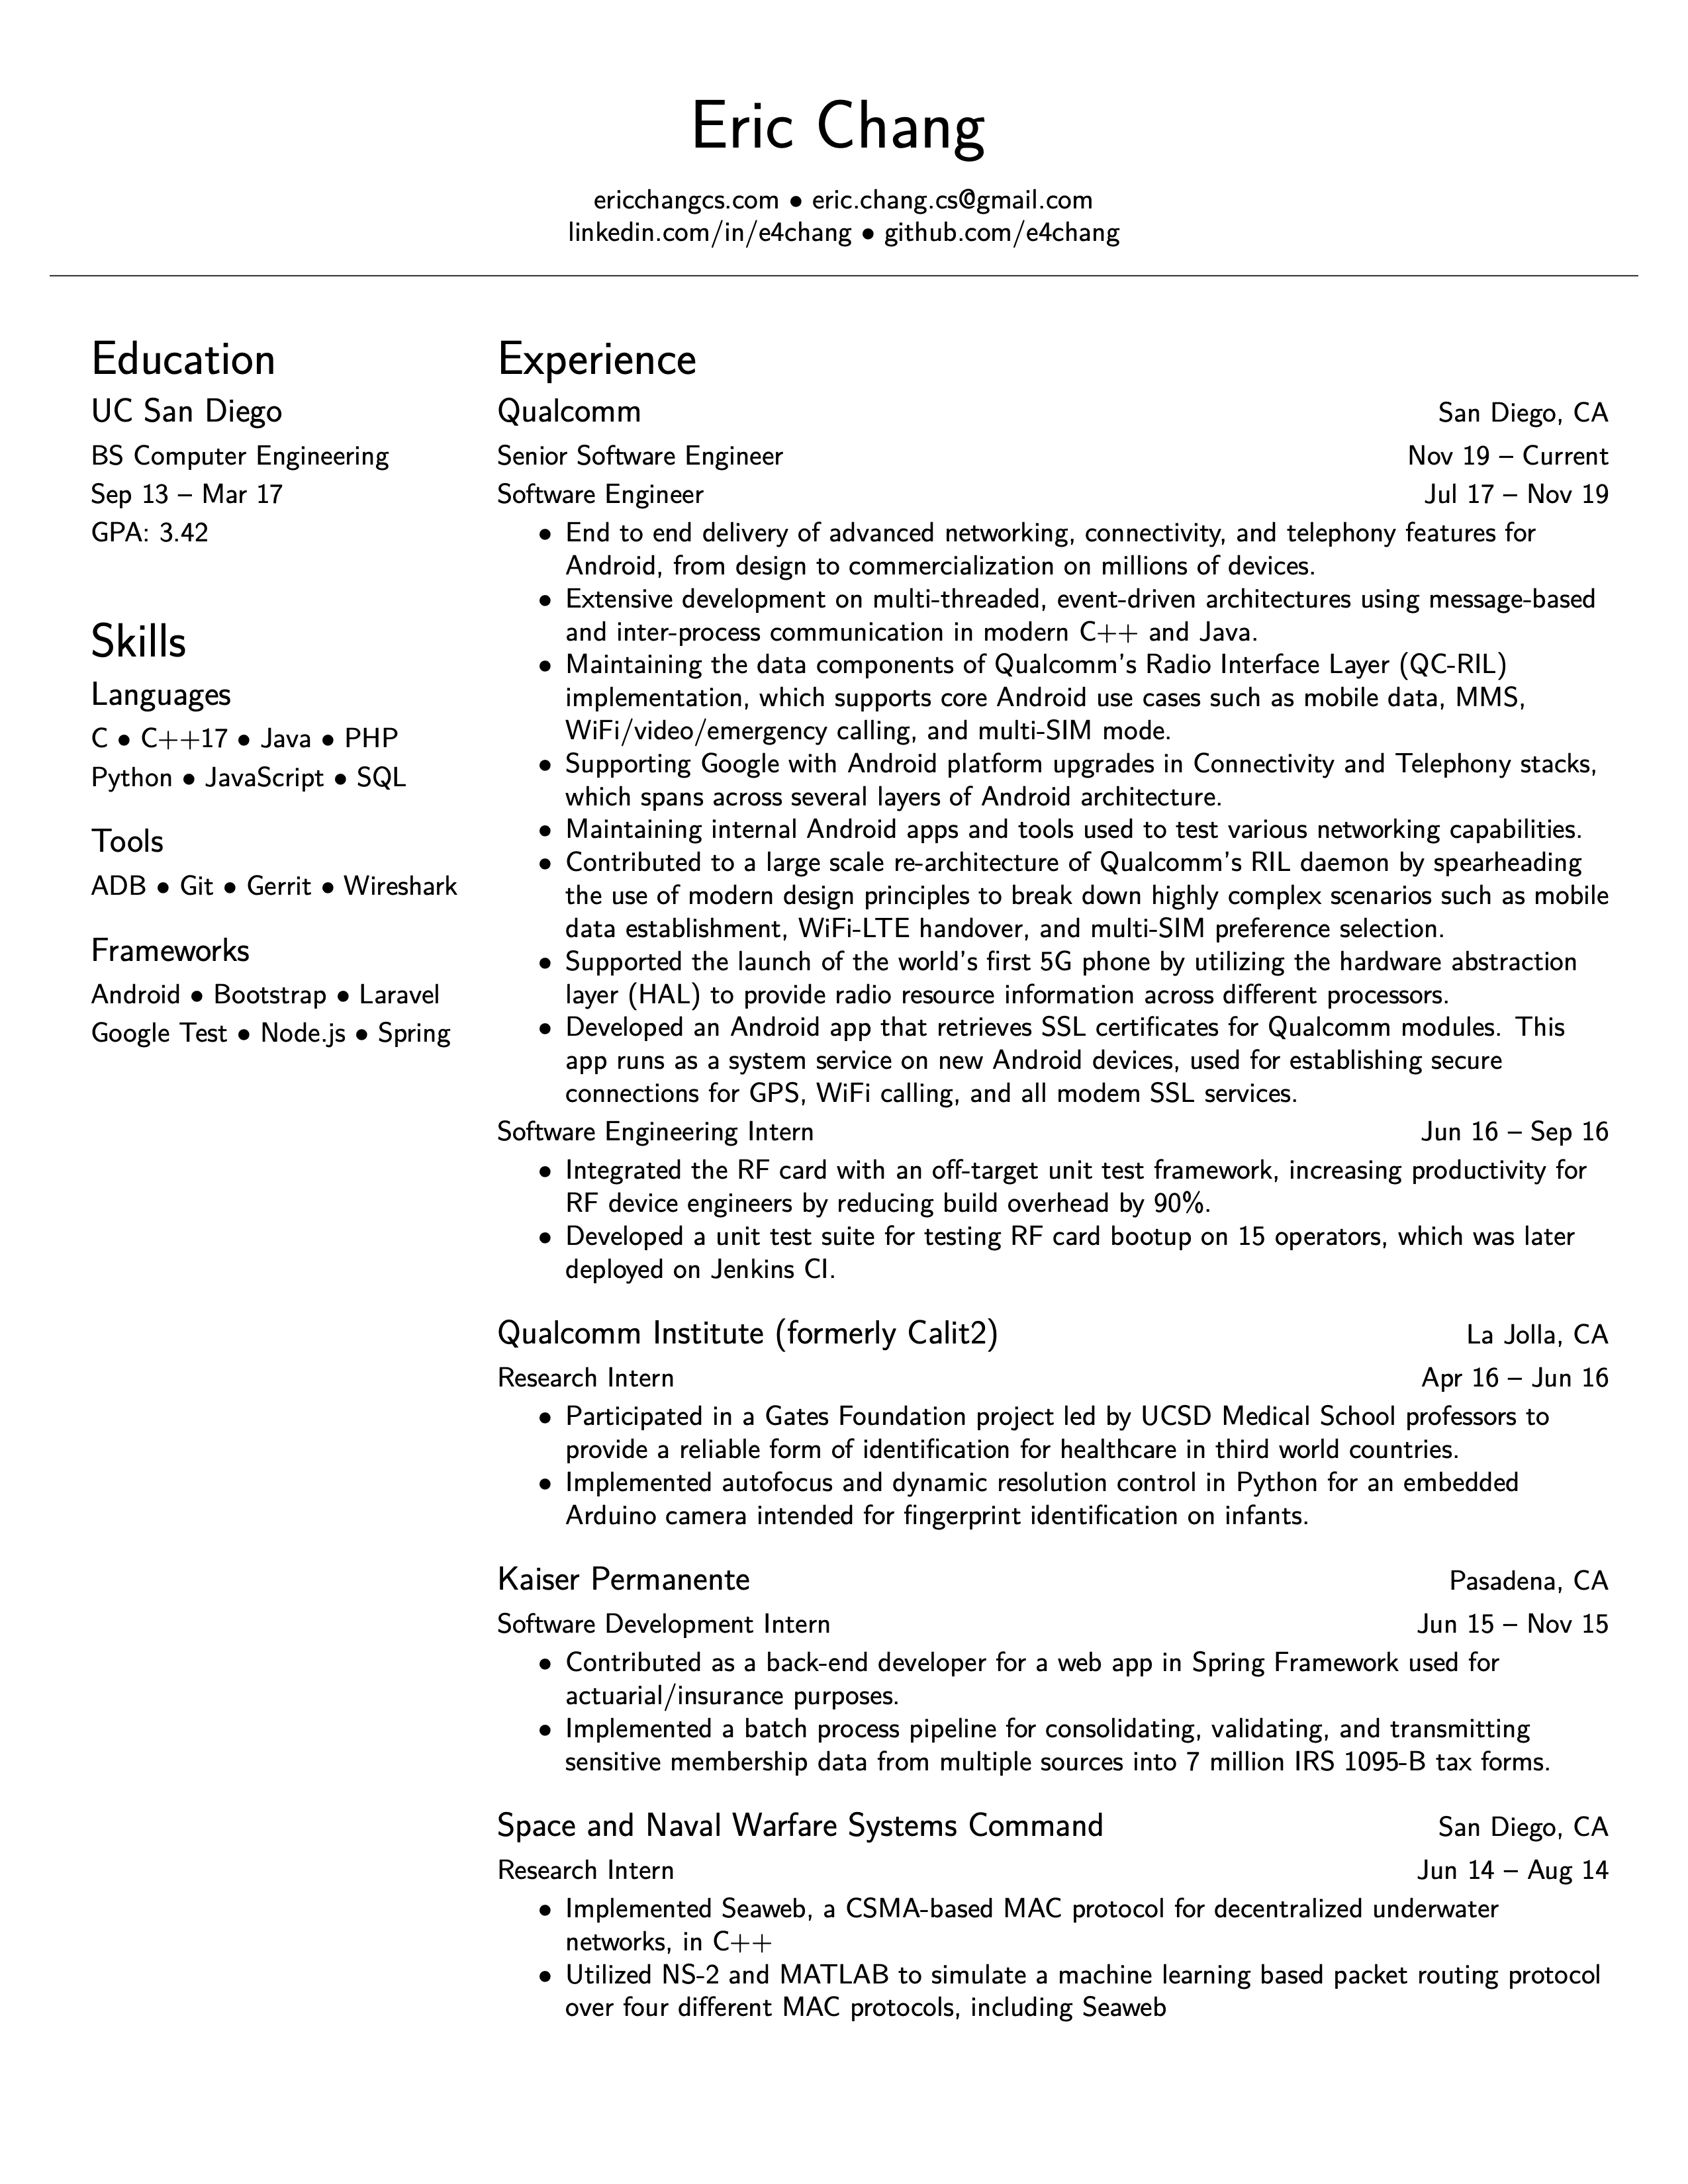 Eric Chang
ericchangcs.com • eric.chang.cs@gmail.com
linkedin.com/in/e4chang • github.com/e4chang
Education
UC San Diego
BS Computer Engineering
Sep 13 – Mar 17
GPA: 3.42
Skills
Languages
C • C++17 • Java • PHP
Python • JavaScript • SQL
Tools
ADB • Git • Gerrit • Wireshark
Frameworks
Android • Bootstrap • Laravel
Google Test • Node.js • Spring
Experience
Qualcomm San Diego, CA
Senior Software Engineer Nov 19 – Current
Software Engineer Jul 17 – Nov 19
• End to end delivery of advanced networking, connectivity, and telephony features for
Android, from design to commercialization on millions of devices.
• Extensive development on multi-threaded, event-driven architectures using message-based
and inter-process communication in modern C++ and Java.
• Maintaining the data components of Qualcomm's Radio Interface Layer (QC-RIL)
implementation, which supports core Android use cases such as mobile data, MMS,
WiFi/video/emergency calling, and multi-SIM mode.
• Supporting Google with Android platform upgrades in Connectivity and Telephony stacks,
which spans across several layers of Android architecture.
• Maintaining internal Android apps and tools used to test various networking capabilities.
• Contributed to a large scale re-architecture of Qualcomm's RIL daemon by spearheading
the use of modern design principles to break down highly complex scenarios such as mobile
data establishment, WiFi-LTE handover, and multi-SIM preference selection.
• Supported the launch of the world's first 5G phone by utilizing the hardware abstraction
layer (HAL) to provide radio resource information across different processors.
• Developed an Android app that retrieves SSL certificates for Qualcomm modules. This
app runs as a system service on new Android devices, used for establishing secure
connections for GPS, WiFi calling, and all modem SSL services.
Software Engineering Intern Jun 16 – Sep 16
• Integrated the RF card with an off-target unit test framework, increasing productivity for
RF device engineers by reducing build overhead by 90%.
• Developed a unit test suite for testing RF card bootup on 15 operators, which was later
deployed on Jenkins CI.
Qualcomm Institute (formerly Calit2) La Jolla, CA
Research Intern Apr 16 – Jun 16
• Participated in a Gates Foundation project led by UCSD Medical School professors to
provide a reliable form of identification for healthcare in third world countries.
• Implemented autofocus and dynamic resolution control in Python for an embedded
Arduino camera intended for fingerprint identification on infants.
Kaiser Permanente Pasadena, CA
Software Development Intern Jun 15 – Nov 15
• Contributed as a back-end developer for a web app in Spring Framework used for
actuarial/insurance purposes.
• Implemented a batch process pipeline for consolidating, validating, and transmitting
sensitive membership data from multiple sources into 7 million IRS 1095-B tax forms.
Space and Naval Warfare Systems Command San Diego, CA
Research Intern Jun 14 – Aug 14
• Implemented Seaweb, a CSMA-based MAC protocol for decentralized underwater
networks, in C++
• Utilized NS-2 and MATLAB to simulate a machine learning based packet routing protocol
over four different MAC protocols, including Seaweb